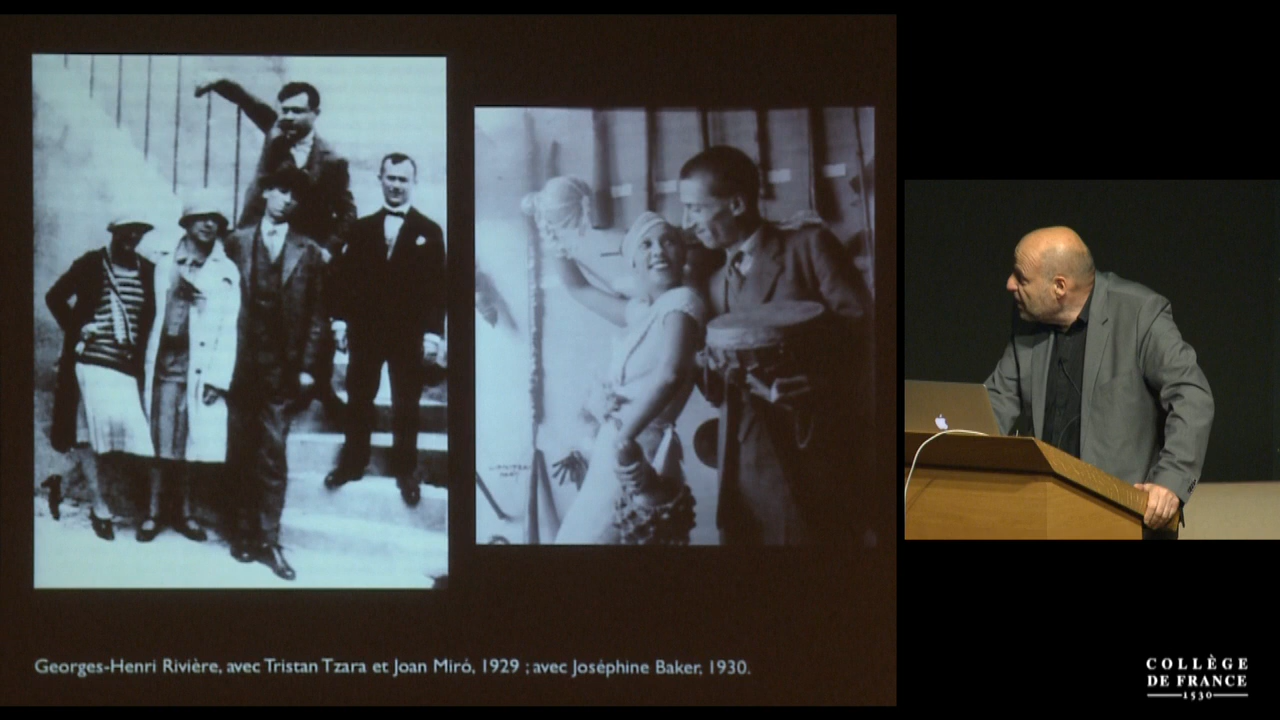 Georges-Henri Rivière, avec Tristan Tzara et Joan Miró, 1929 ; avec Joséphine Baker, 1930.
COLLÈGE
DE FRANCE
1530